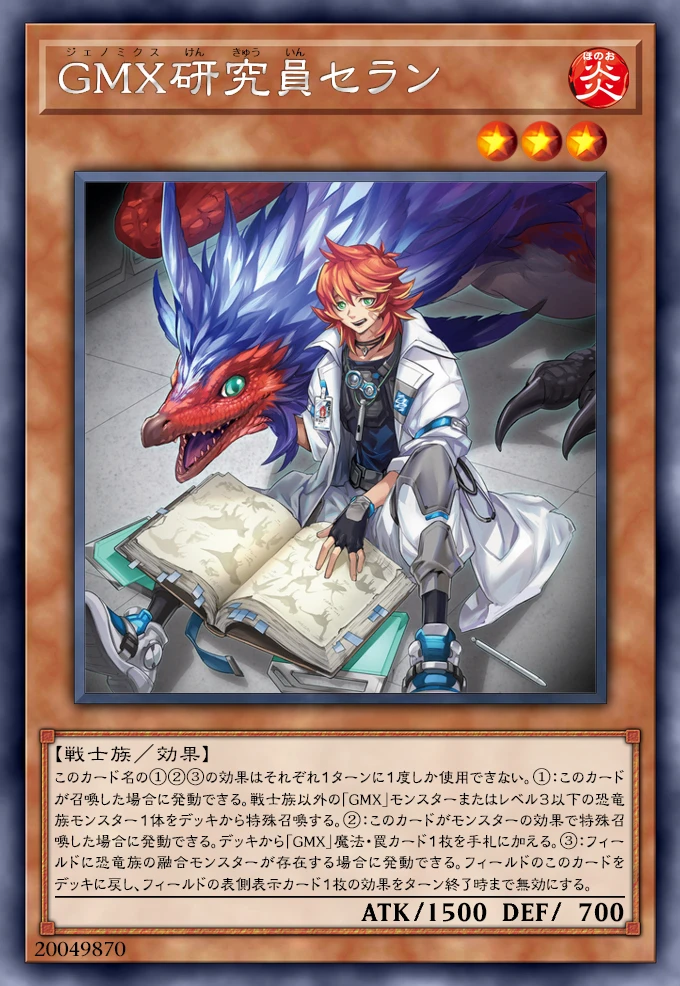 ジェノミクス けんきゅういん
GMX研究員セラン
ほのお
炎
【戦士族／効果】
このカード名の①②③の効果はそれぞれ1ターンに1度しか使用できない。①：このカード
が召喚した場合に発動できる。戦士族以外の「GMX」モンスターまたはレベル3以下の恐竜
族モンスター1体をデッキから特殊召喚する。②：このカードがモンスターの効果で特殊召
喚した場合に発動できる。デッキから「GMX」魔法・罠カード1枚を手札に加える。③：フィー
ルドに恐竜族の融合モンスターが存在する場合に発動できる。フィールドのこのカードを
デッキに戻し、フィールドの表側表示カード1枚の効果をターン終了時まで無効にする。
ATK/1500 DEF/ 700
20049870